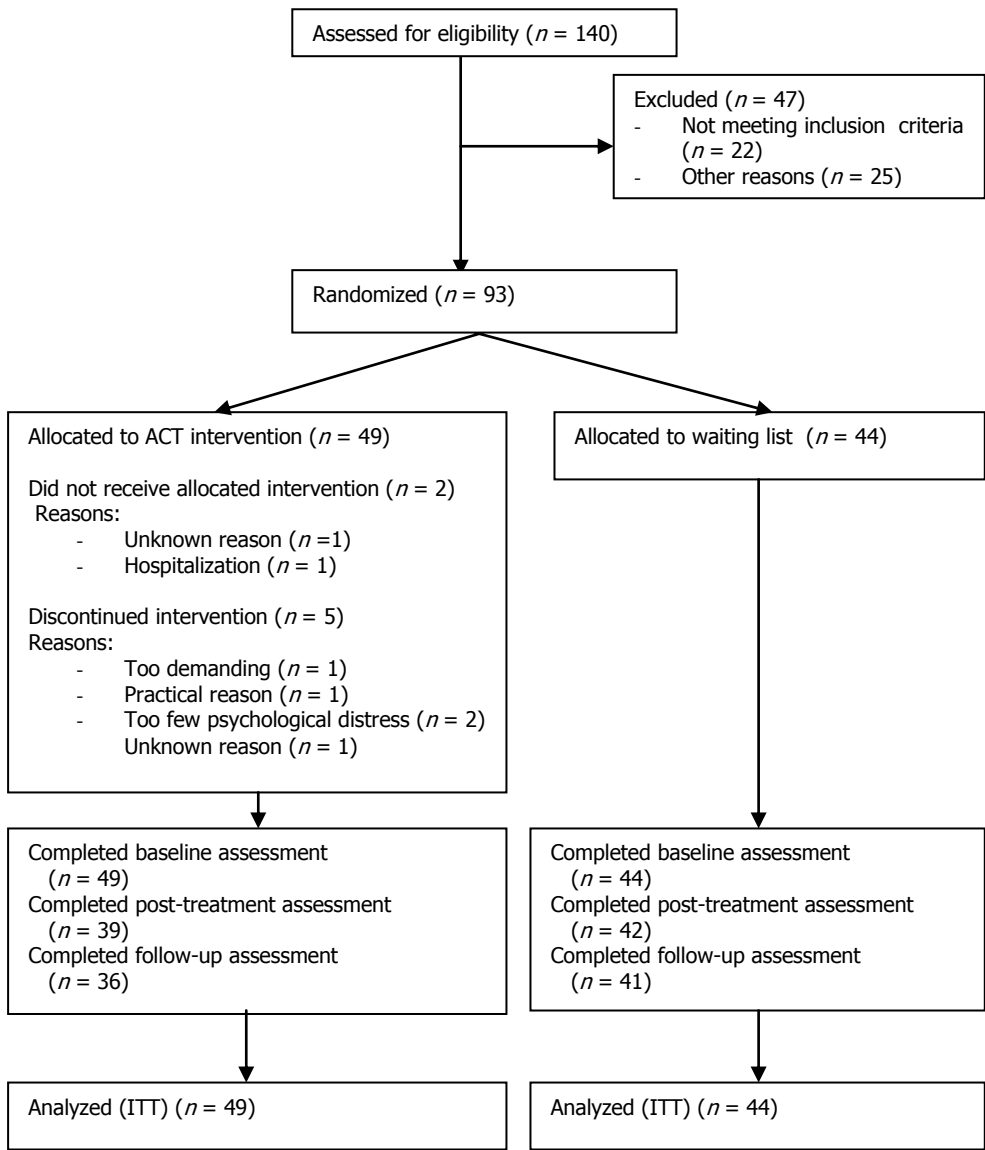 Assessed for eligibility (n = 140)
Excluded (n = 47)
- Not meeting inclusion criteria
(n = 22)
- Other reasons (n = 25)
Randomized (n = 93)
Allocated to ACT intervention (n = 49)
Did not receive allocated intervention (n = 2)
Reasons:
- Unknown reason (n =1)
- Hospitalization (n = 1)
Discontinued intervention (n = 5)
Reasons:
- Too demanding (n = 1)
- Practical reason (n = 1)
- Too few psychological distress (n = 2)
Unknown reason (n = 1)
Allocated to waiting list (n = 44)
Completed baseline assessment
(n = 49)
Completed post-treatment assessment
(n = 39)
Completed follow-up assessment
(n = 36)
Completed baseline assessment
(n = 44)
Completed post-treatment assessment
(n = 42)
Completed follow-up assessment
(n = 41)
Analyzed (ITT) (n = 49)
Analyzed (ITT) (n = 44)